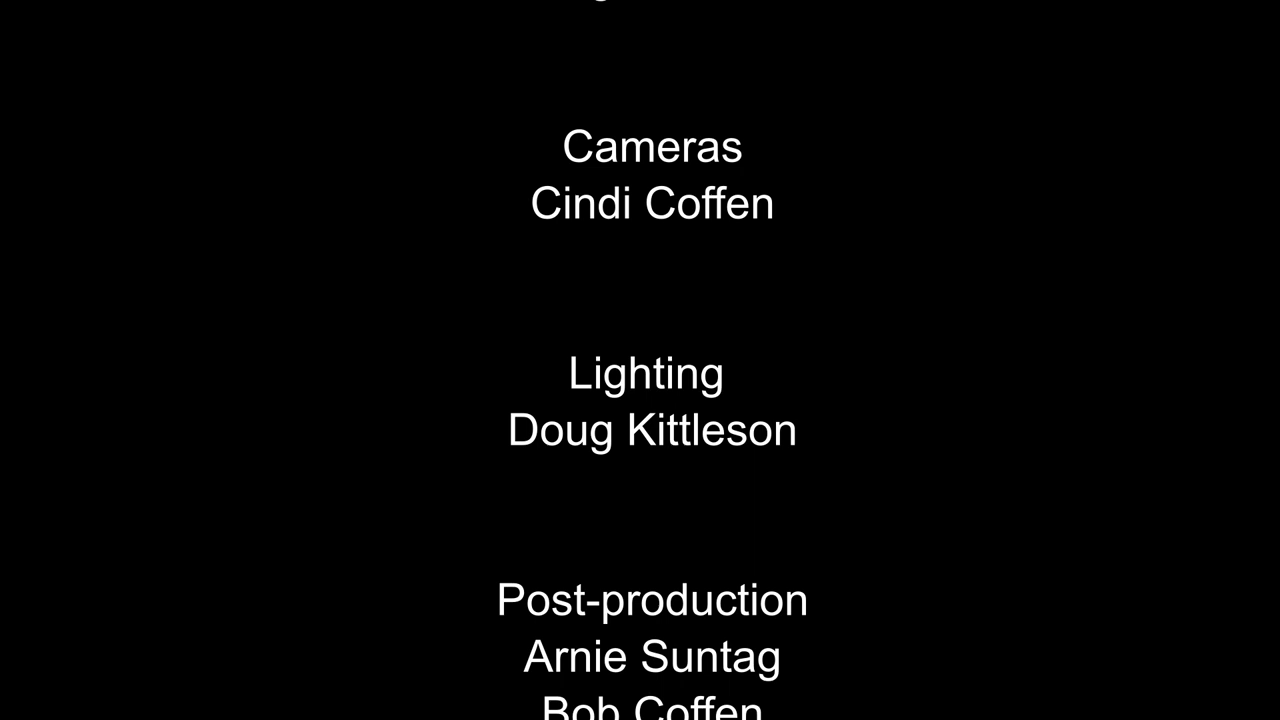 Cameras
Cindi Coffen
Lighting
Doug Kittleson
Post-production
Arnie Suntag
Bob Coffen